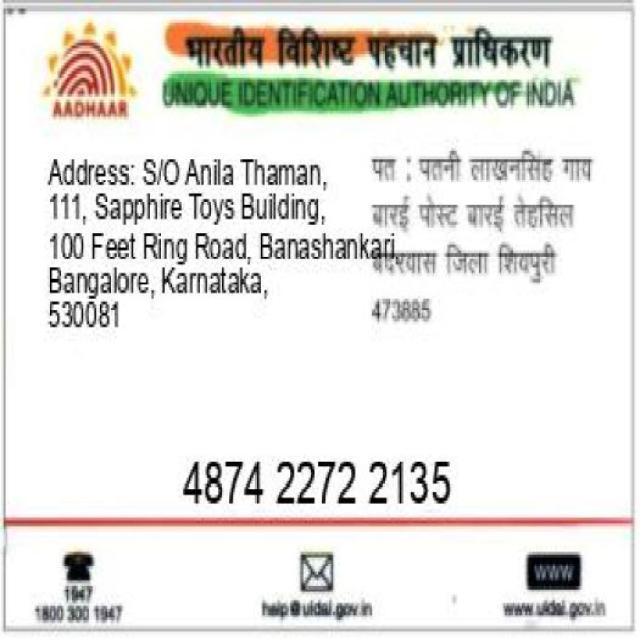 भारतीय विशिष्ट पहचान प्राधिकरण
AADHAAR
UNIQUE IDENTIFICATION AUTHORITY OF INDIA
Address: S/O Anila Thaman,
111, Sapphire Toys Building,
100 Feet Ring Road, Banashankari
Bangalore, Karnataka,
530081
पत : पतनी लाखनसिंह गाव
बारई पोस्ट बारई तेहसिल
बदरवास जिला शिवपुरी
473885
4874 2272 2135
1947
1800 300 1947
help@uidai.gov.in
WWW
www.uidai.gov.in